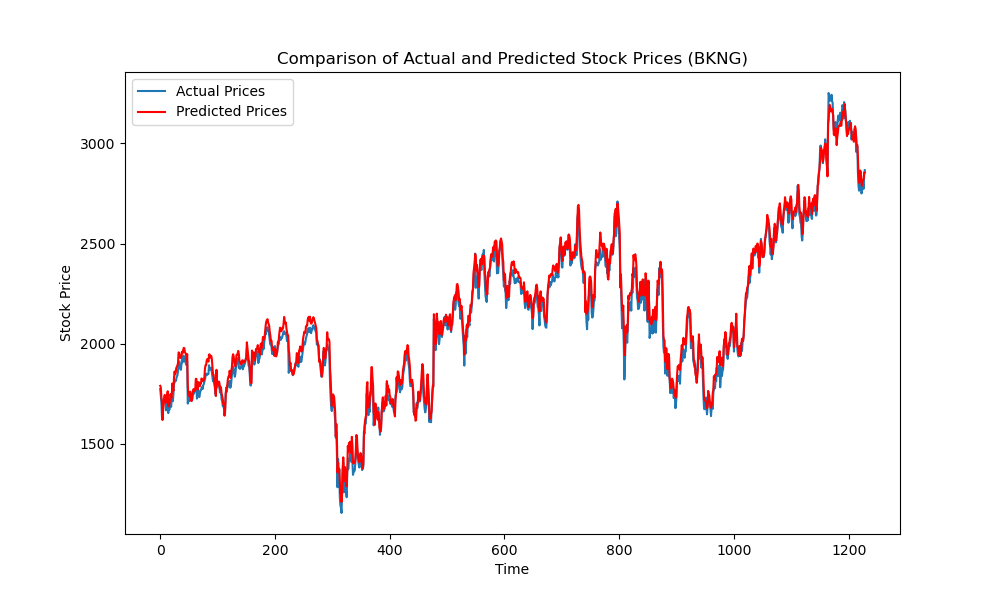 Comparison of Actual and Predicted Stock Prices (BKNG)
Actual Prices
Predicted Prices
3000
2500
2000
1500
Stock Price
0 200 400 600 800 1000 1200
Time